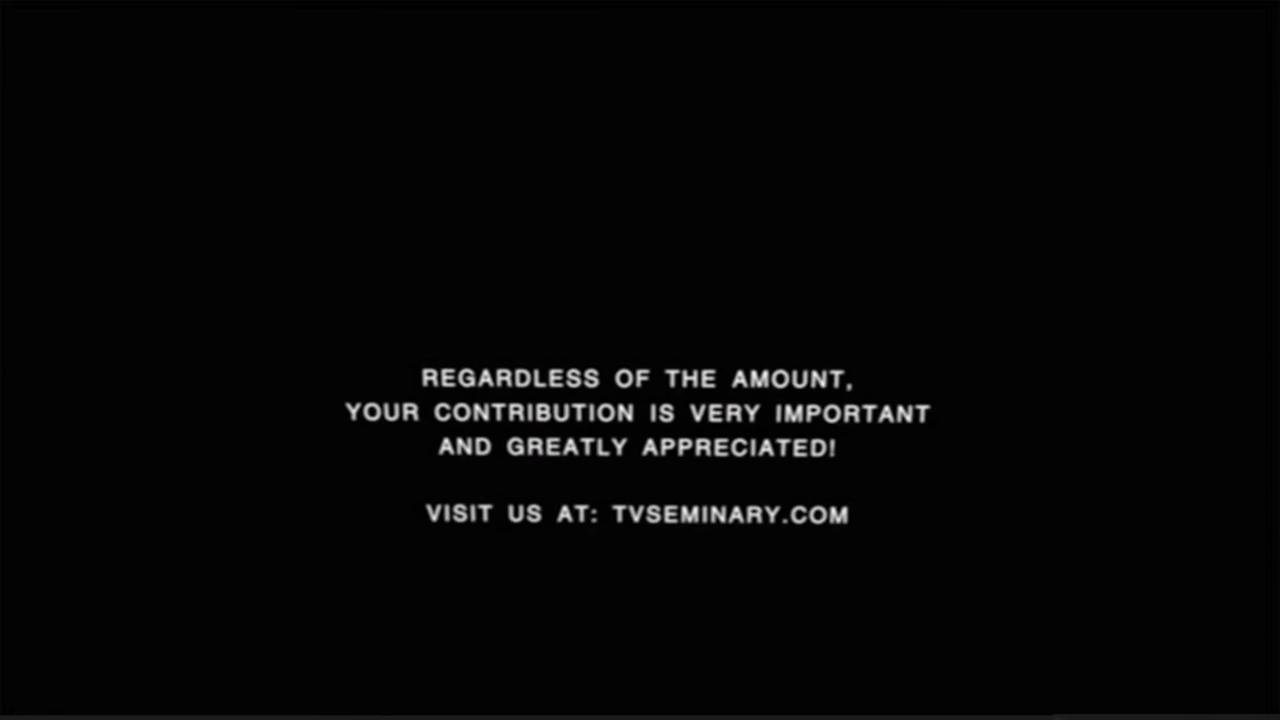 REGARDLESS OF THE AMOUNT,
YOUR CONTRIBUTION IS VERY IMPORTANT
AND GREATLY APPRECIATED!
VISIT US AT: TVSEMINARY.COM